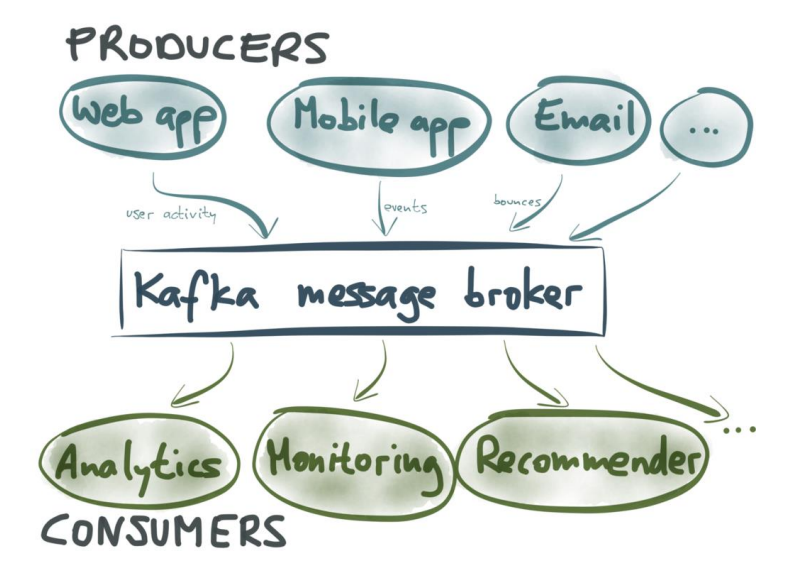 PRODUCERS
Web app
Mobile app
Email
...
user activity
events
bounces
Kafka message broker
...
Analytics
Monitoring
Recommender
CONSUMERS